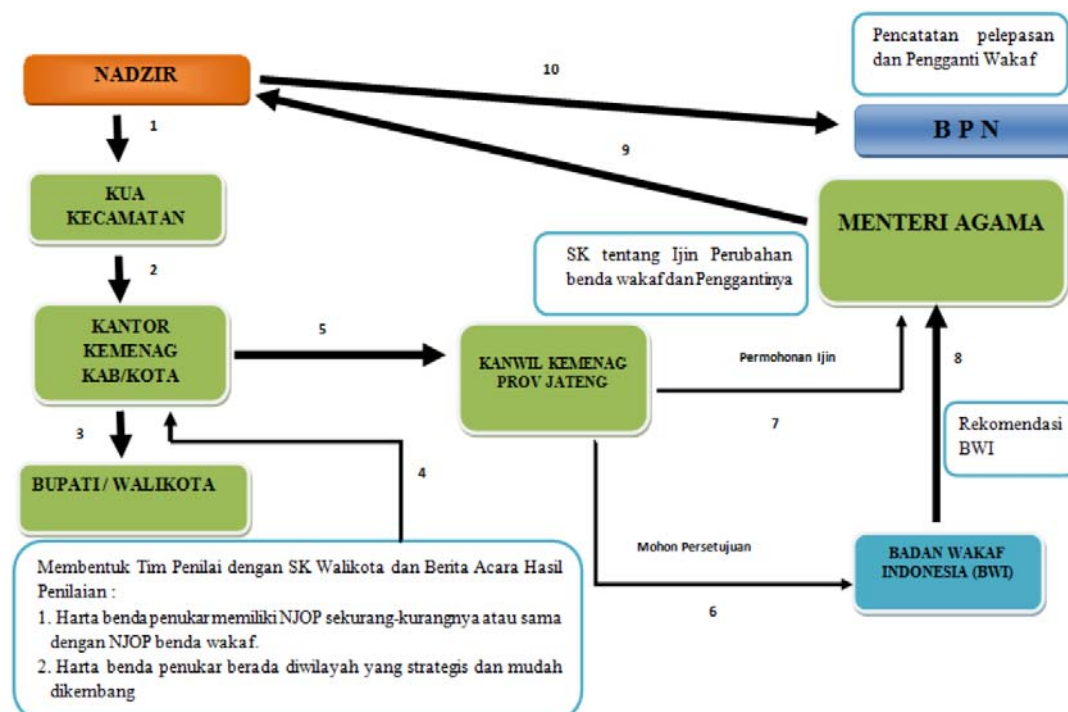 Pencatatan pelepasan
dan Pengganti Wakaf
NADZIR
10
B P N
1
9
KUA
KECAMATAN
MENTERI AGAMA
SK tentang Ijin Perubahan
benda wakaf dan Penggantinya
2
KANTOR
KEMENAG
KAB/KOTA
5
KANWIL KEMENAG
PROV JATENG
Permohonan Ijin
8
7
3
Rekomendasi
BWI
4
BUPATI / WALIKOTA
Mohon Persetujuan
BADAN WAKAF
INDONESIA (BWI)
6
Membentuk Tim Penilai dengan SK Walikota dan Berita Acara Hasil
Penilaian :
1. Harta benda penukar memiliki NJOP sekurang-kurangnya atau sama
dengan NJOP benda wakaf.
2. Harta benda penukar berada diwilayah yang strategis dan mudah
dikembang